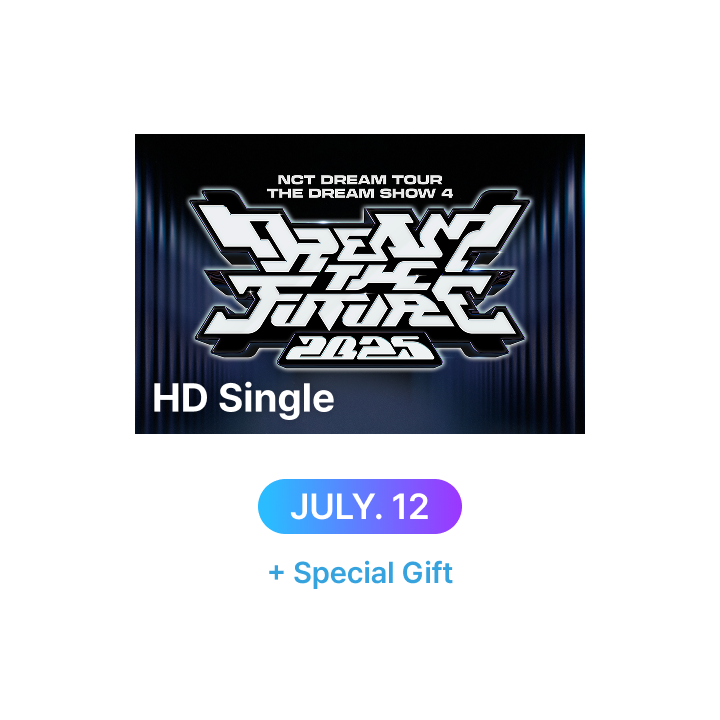 NCT DREAM TOUR
THE DREAM SHOW 4
DREAM
THE
FUTURE
2025
HD Single
JULY. 12
+ Special Gift